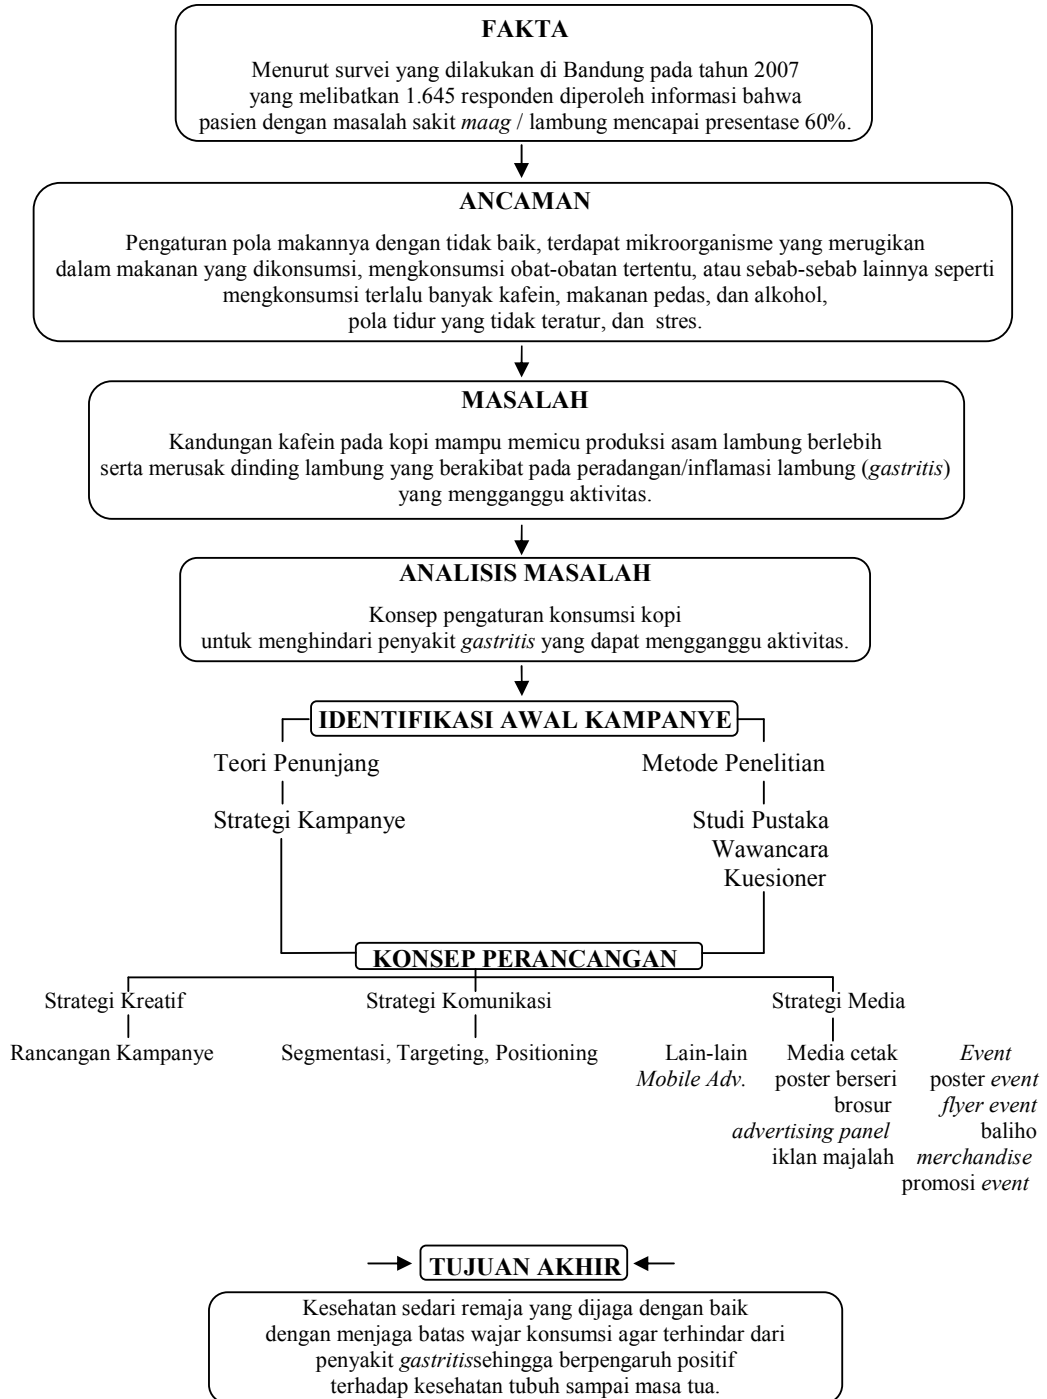 FAKTA
Menurut survei yang dilakukan di Bandung pada tahun 2007
yang melibatkan 1.645 responden diperoleh informasi bahwa
pasien dengan masalah sakit maag / lambung mencapai presentase 60%.
ANCAMAN
Pengaturan pola makannya dengan tidak baik, terdapat mikroorganisme yang merugikan
dalam makanan yang dikonsumsi, mengkonsumsi obat-obatan tertentu, atau sebab-sebab lainnya seperti
mengkonsumsi terlalu banyak kafein, makanan pedas, dan alkohol,
pola tidur yang tidak teratur, dan stres.
MASALAH
Kandungan kafein pada kopi mampu memicu produksi asam lambung berlebih
serta merusak dinding lambung yang berakibat pada peradangan/inflamasi lambung (gastritis)
yang mengganggu aktivitas.
ANALISIS MASALAH
Konsep pengaturan konsumsi kopi
untuk menghindari penyakit gastritis yang dapat mengganggu aktivitas.
IDENTIFIKASI AWAL KAMPANYE
Teori Penunjang
Strategi Kampanye
Metode Penelitian
Studi Pustaka
Wawancara
Kuesioner
KONSEP PERANCANGAN
Strategi Kreatif
Rancangan Kampanye
Strategi Komunikasi
Segmentasi, Targeting, Positioning
Strategi Media
Lain-lain
Mobile Adv.
Media cetak
poster berseri
brosur
advertising panel
iklan majalah
Event
poster event
flyer event
baliho
merchandise
promosi event
TUJUAN AKHIR
Kesehatan sedari remaja yang dijaga dengan baik
dengan menjaga batas wajar konsumsi agar terhindar dari
penyakit gastritissehingga berpengaruh positif
terhadap kesehatan tubuh sampai masa tua.